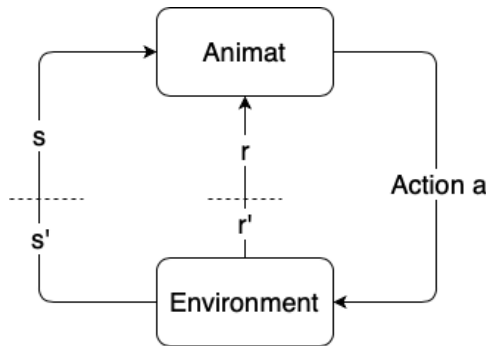 Animat
s
r
Action a
s'
r'
Environment